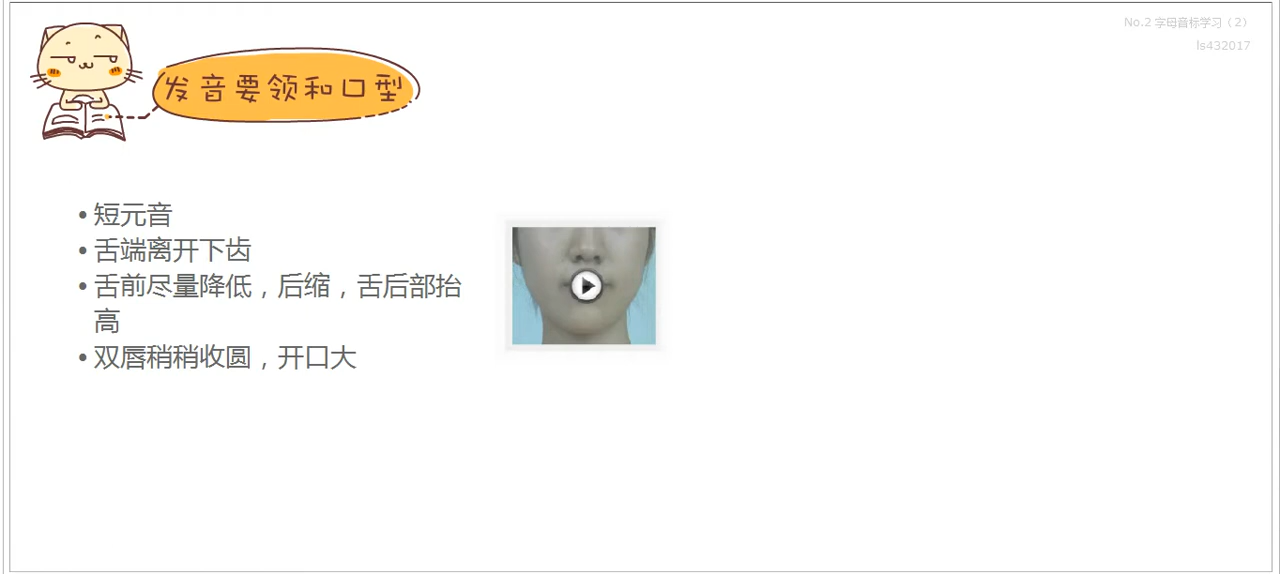 No.2 字母音标学习（2）
ls432017
发音要领和口型
• 短元音
• 舌端离开下齿
• 舌前尽量降低，后缩，舌后部抬
高
• 双唇稍稍收圆，开口大